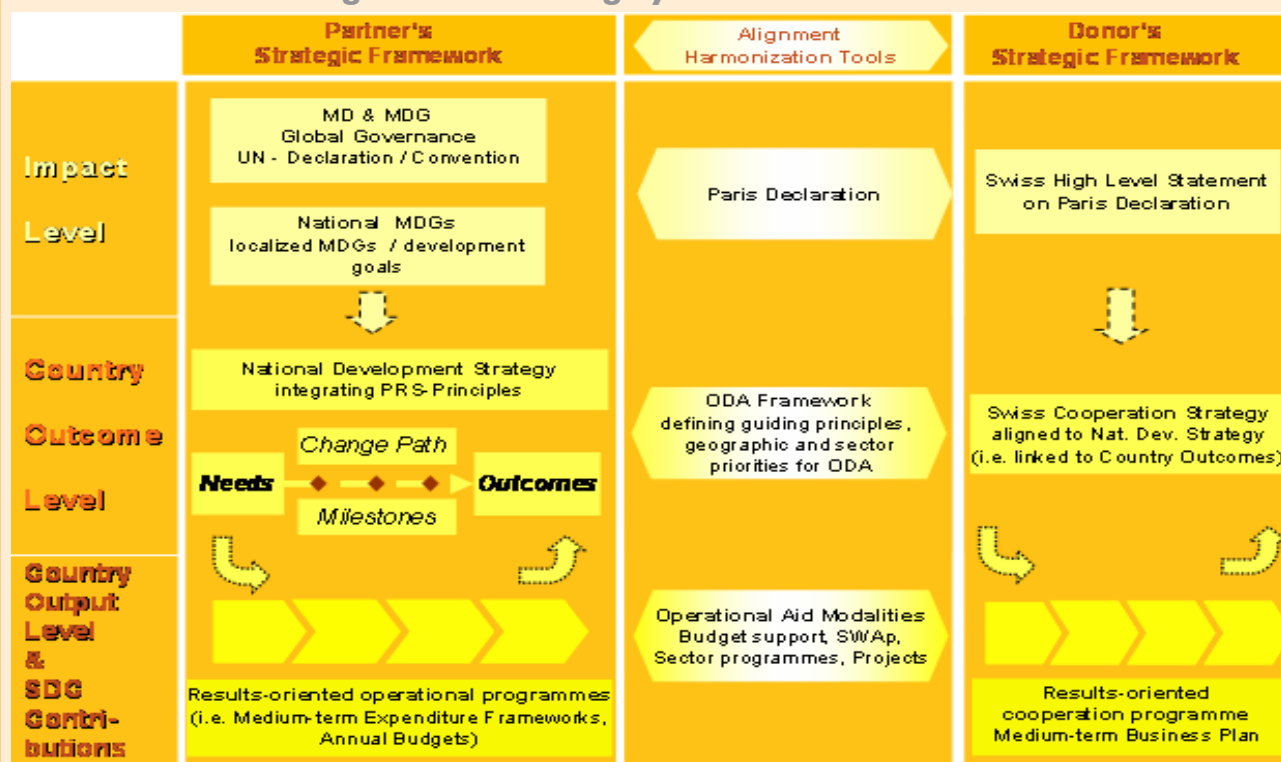 Partner's
Strategic Framework
Alignment
Harmonization Tools
Donor's
Strategic Framework
Impact
Level
MD & MDG
Global Governance
UN - Declaration / Convention
National MDGs
localized MDGs / development
goals
Paris Declaration
Swiss High Level Statement
on Paris Declaration
Country
Outcome
Level
National Development Strategy
integrating PRS-Principles
Change Path
Needs
Outcomes
Milestones
ODA Framework
defining guiding principles,
geographic and sector
priorities for ODA
Swiss Cooperation Strategy
aligned to Nat. Dev. Strategy
(i.e. linked to Country Outcomes)
Country
Output
Level
&
SDC
Contri-
butions
Results-oriented operational programmes
(i.e. Medium-term Expenditure Frameworks,
Annual Budgets)
Operational Aid Modalities
Budget support, SWAp,
Sector programmes, Projects
Results-oriented
cooperation programme
Medium-term Business Plan